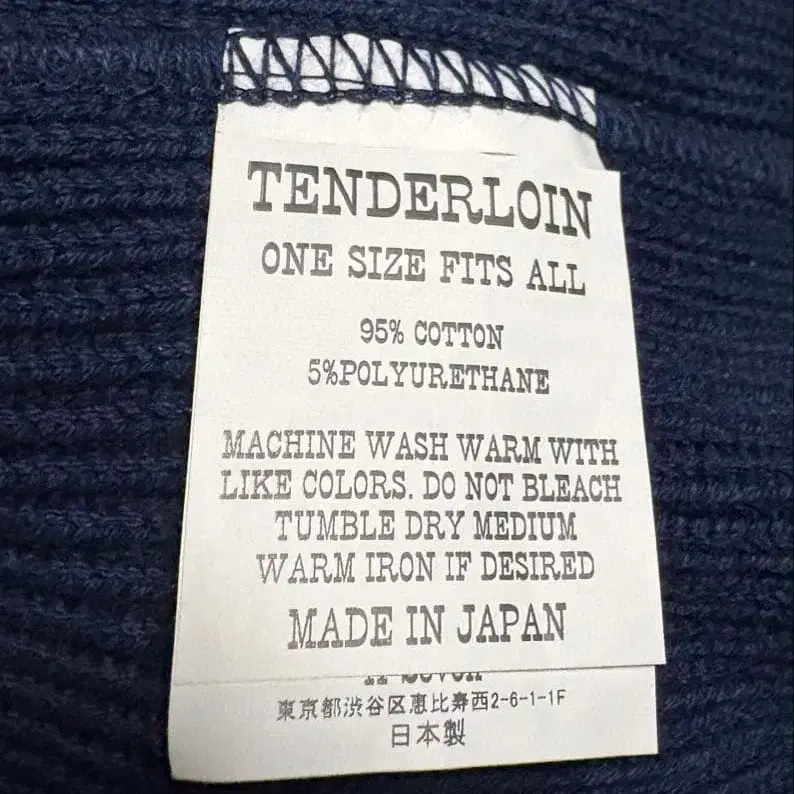 TENDERLOIN
ONE SIZE FITS ALL
95% COTTON
5%POLYURETHANE
MACHINE WASH WARM WITH
LIKE COLORS. DO NOT BLEACH
TUMBLE DRY MEDIUM
WARM IRON IF DESIRED
MADE IN JAPAN
東京都渋谷区恵比寿西2-6-1-1F
日本製